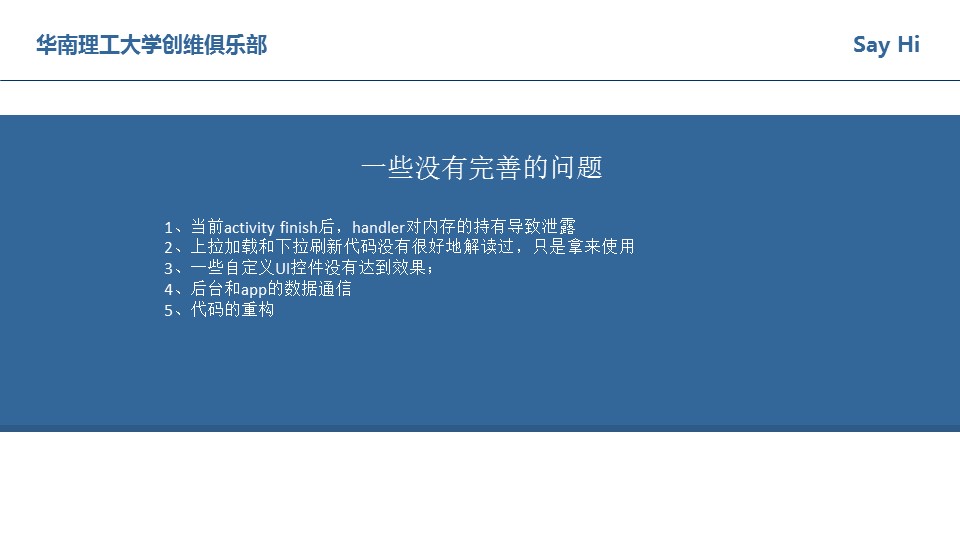 华南理工大学创维俱乐部
Say Hi
一些没有完善的问题
1、当前activity finish后，handler对内存的持有导致泄露
2、上拉加载和下拉刷新代码没有很好地解读过，只是拿来使用
3、一些自定义UI控件没有达到效果；
4、后台和app的数据通信
5、代码的重构